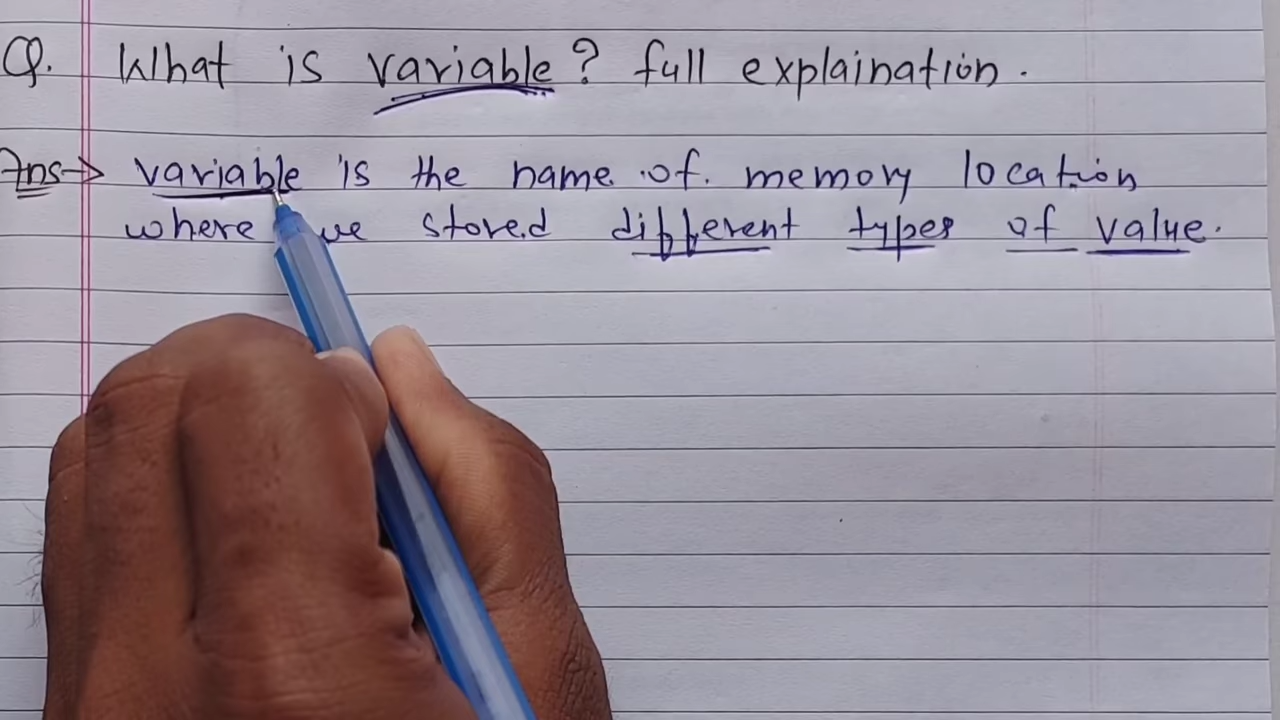 Q. What is variable? full explaination.
Ans→ variable is the name of. memory location
where we stored different types of value.